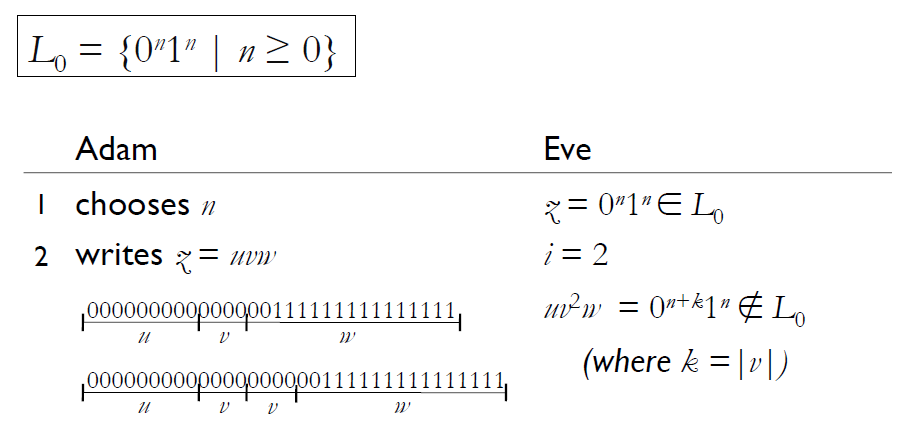 L₀ = {0ⁿ1ⁿ | n ≥ 0}
Adam Eve
1 chooses n z = 0ⁿ1ⁿ ∈ L₀
2 writes z = uvw i = 2
000000000000000111111111111111
u v w
uv²w = 0ⁿ⁺ᵏ1ⁿ ∉ L₀
(where k = |v|)
0000000000000000000111111111111111
u v v w